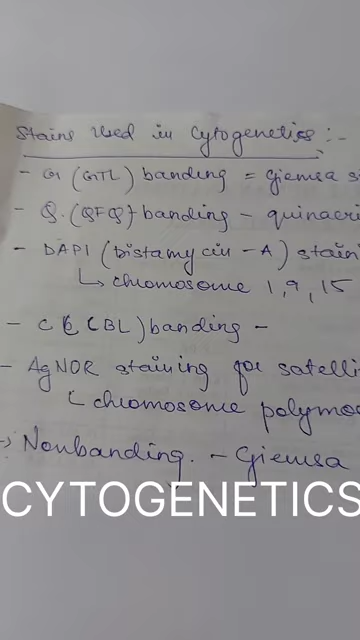 Stains Used in Cytogenetics :-
- G (GTL) banding = Giemsa s
- Q. (QFQ) banding - quinacri
- DAPI (Distamycin - A) stain
↳ chromosome 1, 9, 15
- C (CBL) banding -
- AgNOR staining for satelli
↳ chromosome polymo
-> Nonbanding. - Giemsa
CYTOGENETICS